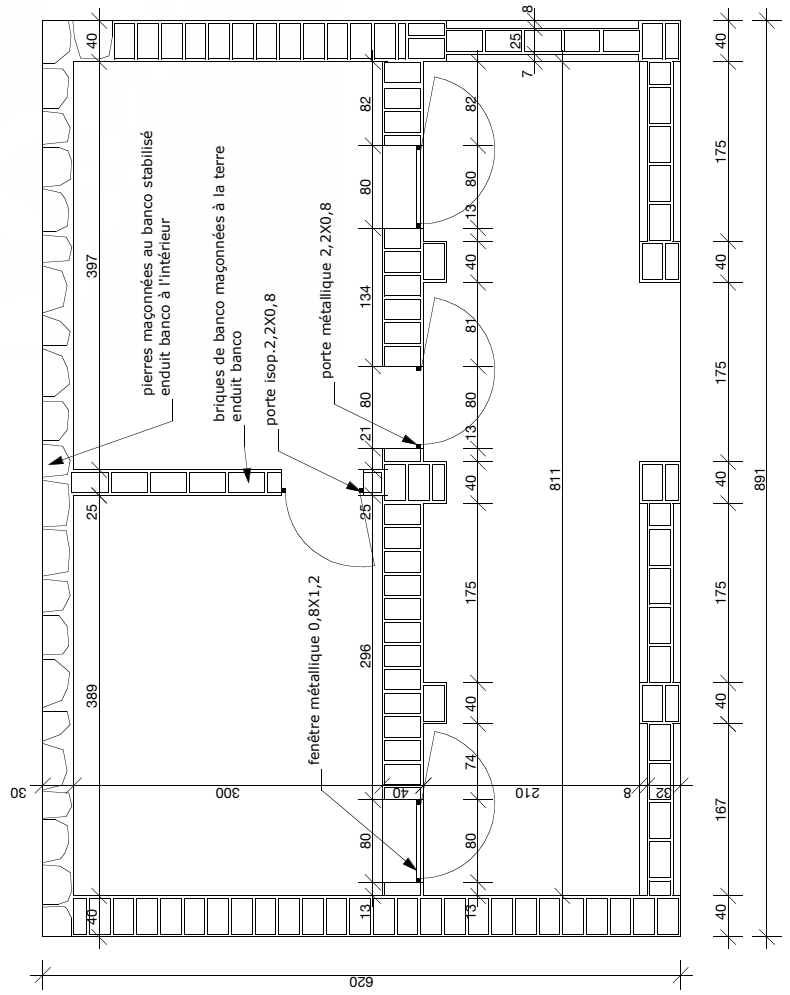 40 389 25 397 40
pierres maçonnées au banco stabilisé
enduit banco à l'intérieur
briques de banco maçonnées à la terre
enduit banco
porte isop.2,2X0,8
porte métallique 2,2X0,8
fenêtre métallique 0,8X1,2
13 80 296 25 21 80 134 80 82
13 80 74 40 175 40 13 80 81 40 13 80 82
7 25 8
811
40 167 40 175 40 175 40 175 40
891
30 300 40 210 8 32
620